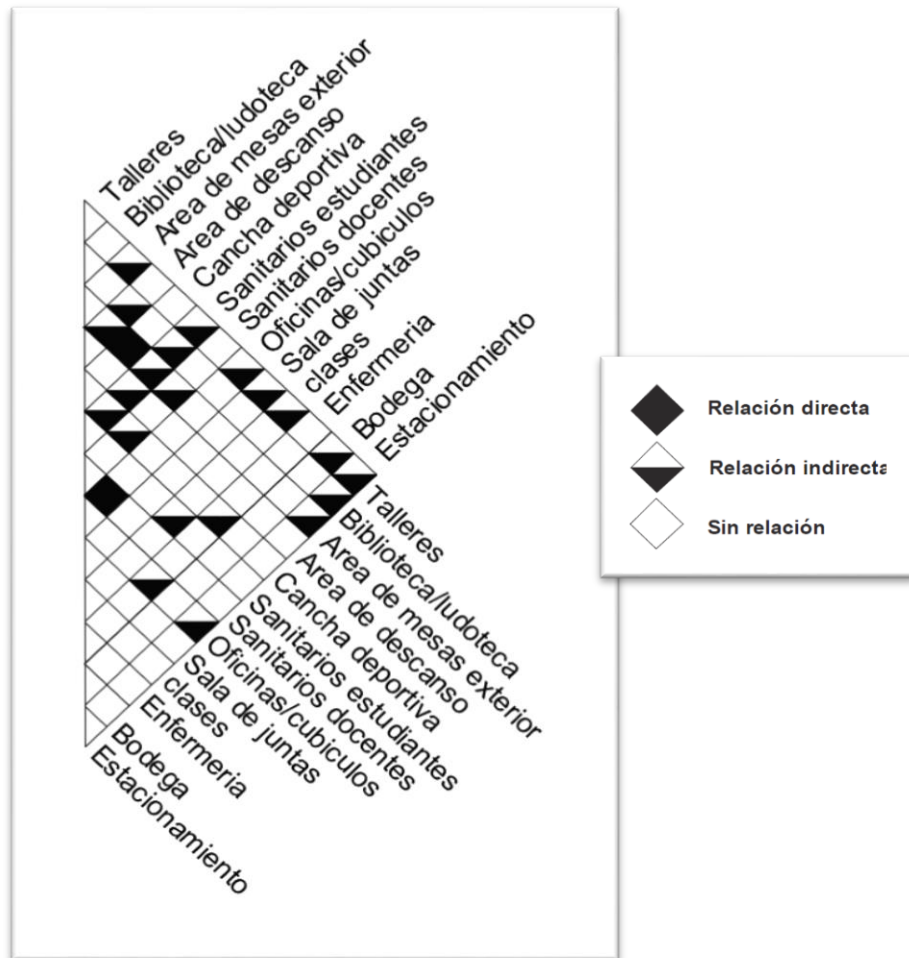 Talleres
Biblioteca/ludoteca
Area de mesas exterior
Area de descanso
Cancha deportiva
Sanitarios estudiantes
Sanitarios docentes
Oficinas/cubiculos
Sala de juntas
clases
Enfermeria
Bodega
Estacionamiento
Talleres
Biblioteca/ludoteca
Area de mesas exterior
Area de descanso
Cancha deportiva
Sanitarios estudiantes
Sanitarios docentes
Oficinas/cubiculos
Sala de juntas
clases
Enfermeria
Bodega
Estacionamiento
Relación directa
Relación indirecta
Sin relación